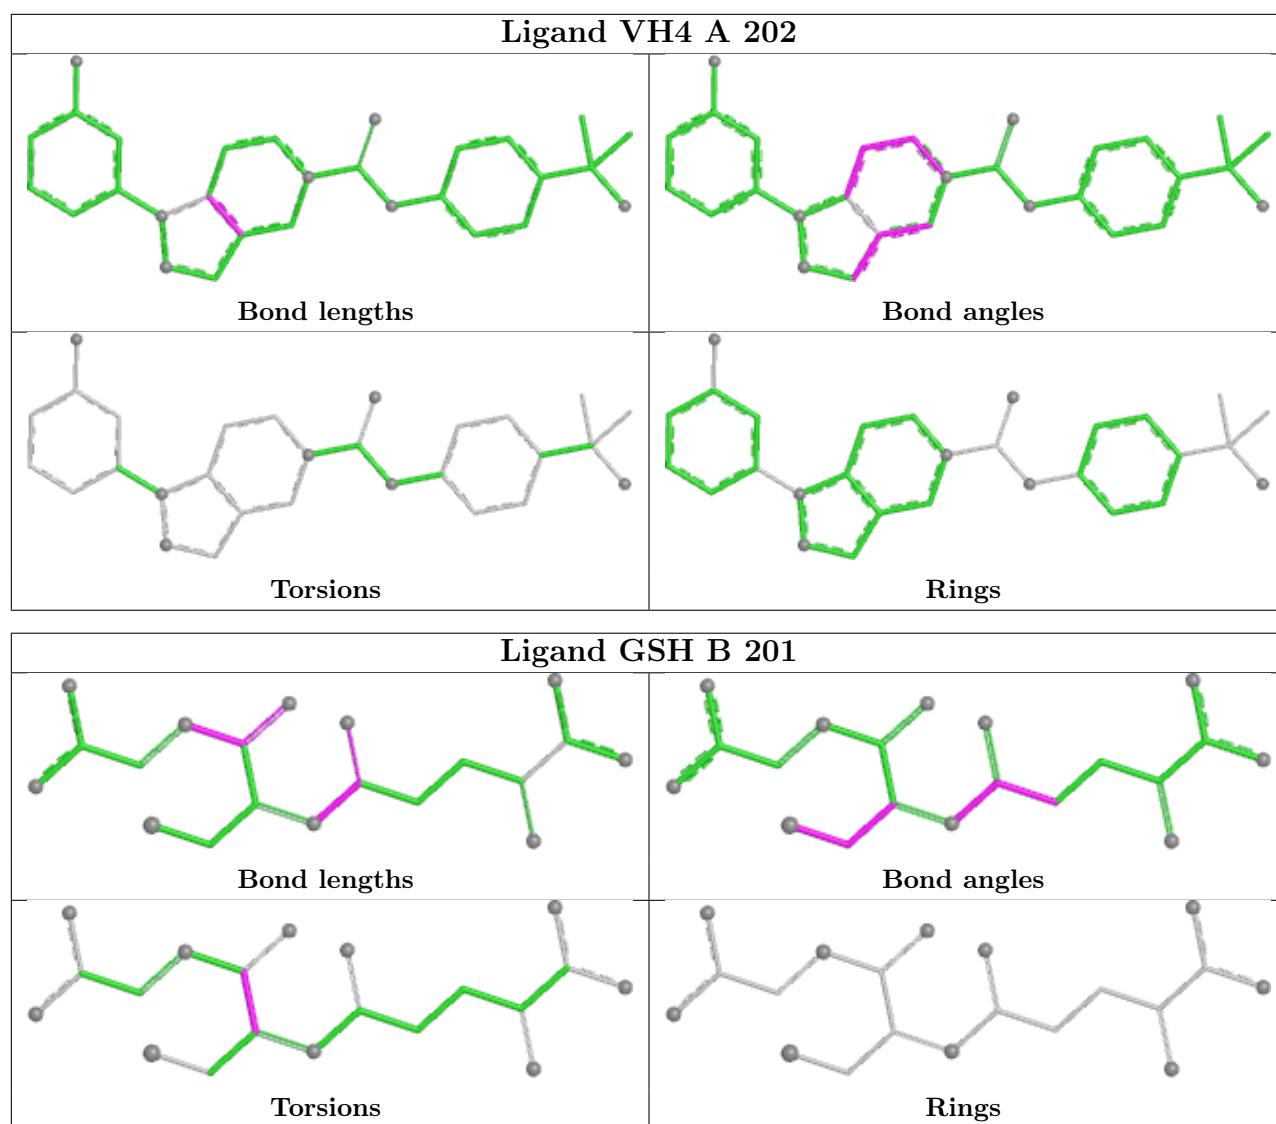 Ligand VH4 A 202
Bond lengths
Bond angles
Torsions
Rings
Ligand GSH B 201
Bond lengths
Bond angles
Torsions
Rings